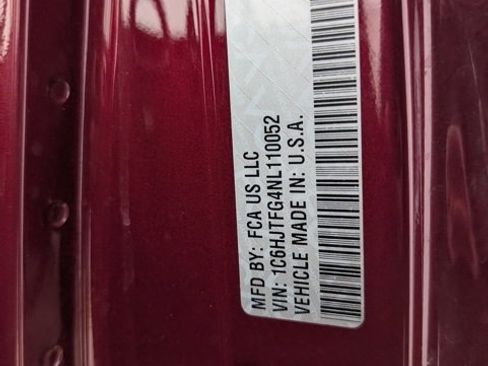 MFD BY: FCA US LLC
VIN: 1C6HJTFG4NL110052
VEHICLE MADE IN: U.S.A.